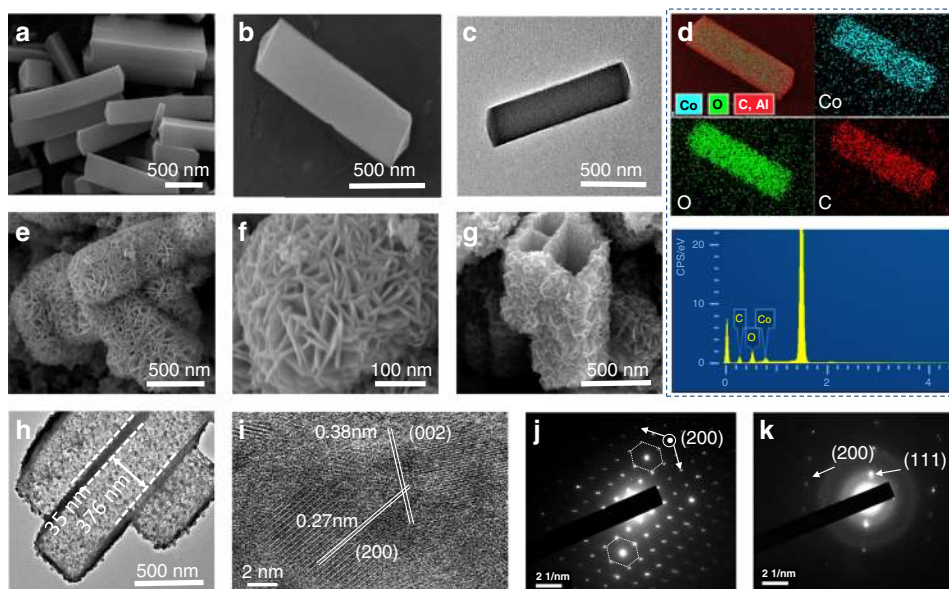 a
500 nm
b
500 nm
c
500 nm
d
Co
O
C, Al
Co
O
C
e
500 nm
f
100 nm
g
500 nm
CPS/eV
20
10
0
C
O
Co
0
2
4
h
35 nm
376 nm
500 nm
i
0.38nm
(002)
0.27nm
(200)
2 nm
j
(200)
2 1/nm
k
(200)
(111)
2 1/nm